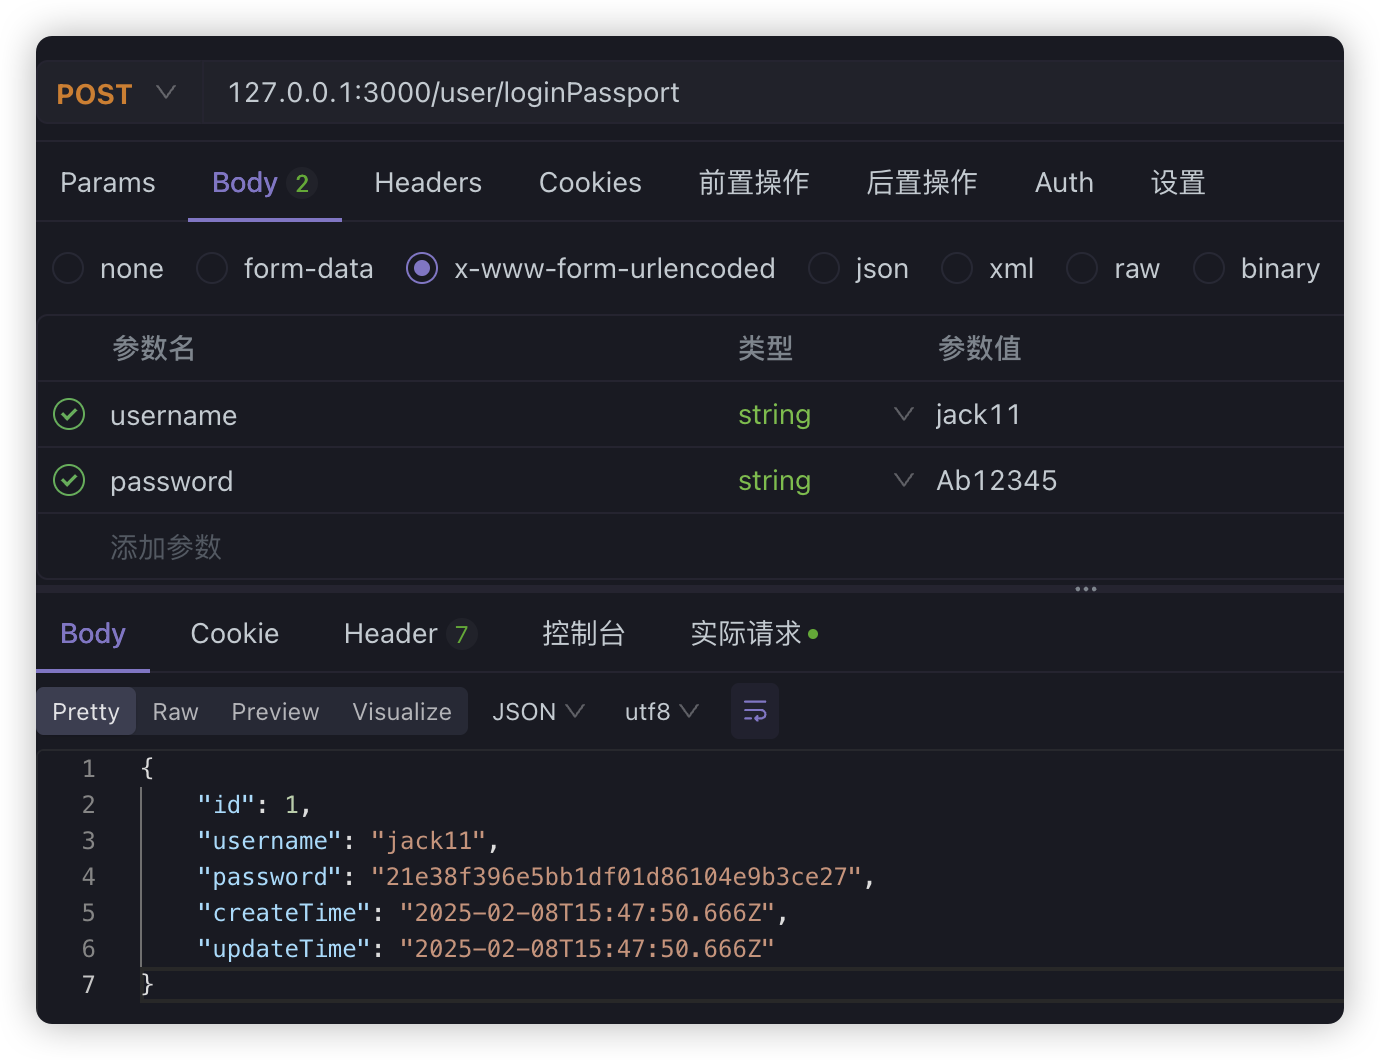 POST 127.0.0.1:3000/user/loginPassport
Params Body 2 Headers Cookies 前置操作 后置操作 Auth 设置
none form-data x-www-form-urlencoded json xml raw binary
参数名 类型 参数值
username string jack11
password string Ab12345
添加参数
Body Cookie Header 7 控制台 实际请求
Pretty Raw Preview Visualize JSON utf8
1 {
2 "id": 1,
3 "username": "jack11",
4 "password": "21e38f396e5bb1df01d86104e9b3ce27",
5 "createTime": "2025-02-08T15:47:50.666Z",
6 "updateTime": "2025-02-08T15:47:50.666Z"
7 }